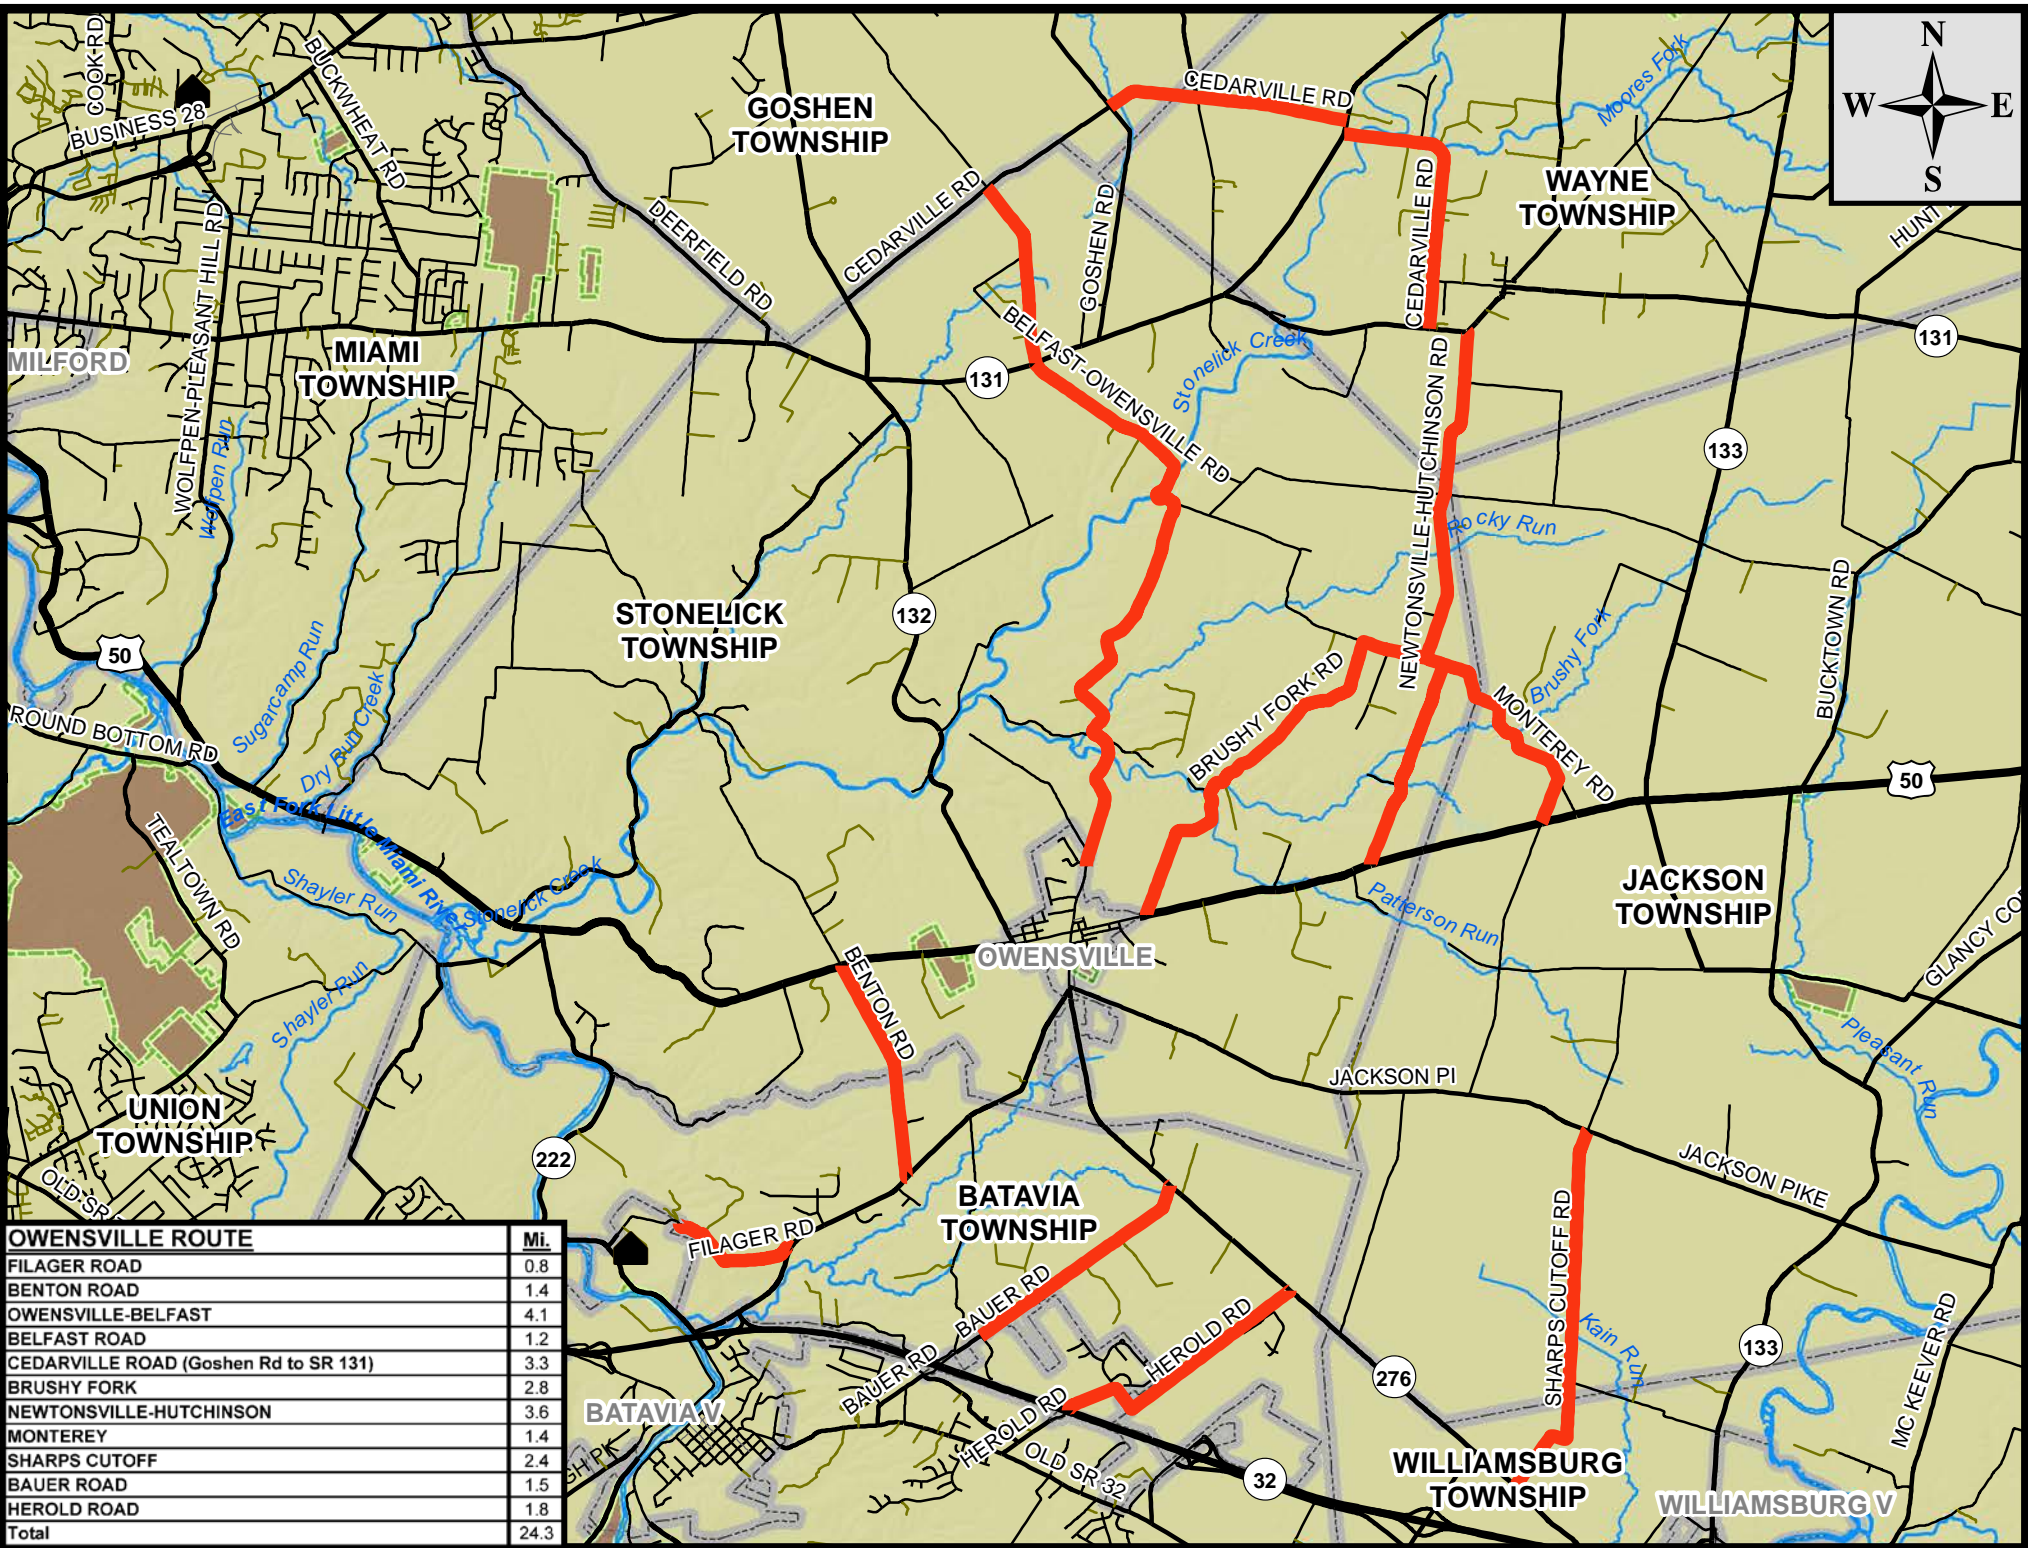 N
W E
S
COOK RD
BUCKWHEAT RD
BUSINESS 28
GOSHEN
TOWNSHIP
CEDARVILLE RD
Moores Fork
WAYNE
TOWNSHIP
HUNT
WOLFPEN-PLEASANT HILL RD
DEERFIELD RD
CEDARVILLE RD
GOSHEN RD
CEDARVILLE RD
MILFORD
MIAMI
TOWNSHIP
131
BELFAST-OWENSVILLE RD
Stonelick Creek
131
NEWTONSVILLE-HUTCHINSON RD
133
Wolfpen Run
Rocky Run
STONELICK
TOWNSHIP
132
50
Sugarcamp Run
Dry Run Creek
BRUSHY FORK RD
Brushy Fork
MONTEREY RD
BUCKTOWN RD
ROUND BOTTOM RD
50
East Fork Little Miami River
TEALTOWN RD
Shayler Run
Stonelick Creek
JACKSON
TOWNSHIP
Patterson Run
GLANCY CO
OWENSVILLE
BENTON RD
Shayler Run
Pleasant Run
JACKSON PI
UNION
TOWNSHIP
222
JACKSON PIKE
OLD SR
BATAVIA
TOWNSHIP
FILAGER RD
SHARPS CUTOFF RD
BAUER RD
HEROLD RD
Kain Run
133
MC KEEVER RD
BAUER RD
276
BATAVIA V
HEROLD RD
OLD SR 32
32
GH PK
WILLIAMSBURG
TOWNSHIP
WILLIAMSBURG V
OWENSVILLE ROUTE Mi.
FILAGER ROAD 0.8
BENTON ROAD 1.4
OWENSVILLE-BELFAST 4.1
BELFAST ROAD 1.2
CEDARVILLE ROAD (Goshen Rd to SR 131) 3.3
BRUSHY FORK 2.8
NEWTONSVILLE-HUTCHINSON 3.6
MONTEREY 1.4
SHARPS CUTOFF 2.4
BAUER ROAD 1.5
HEROLD ROAD 1.8
Total 24.3